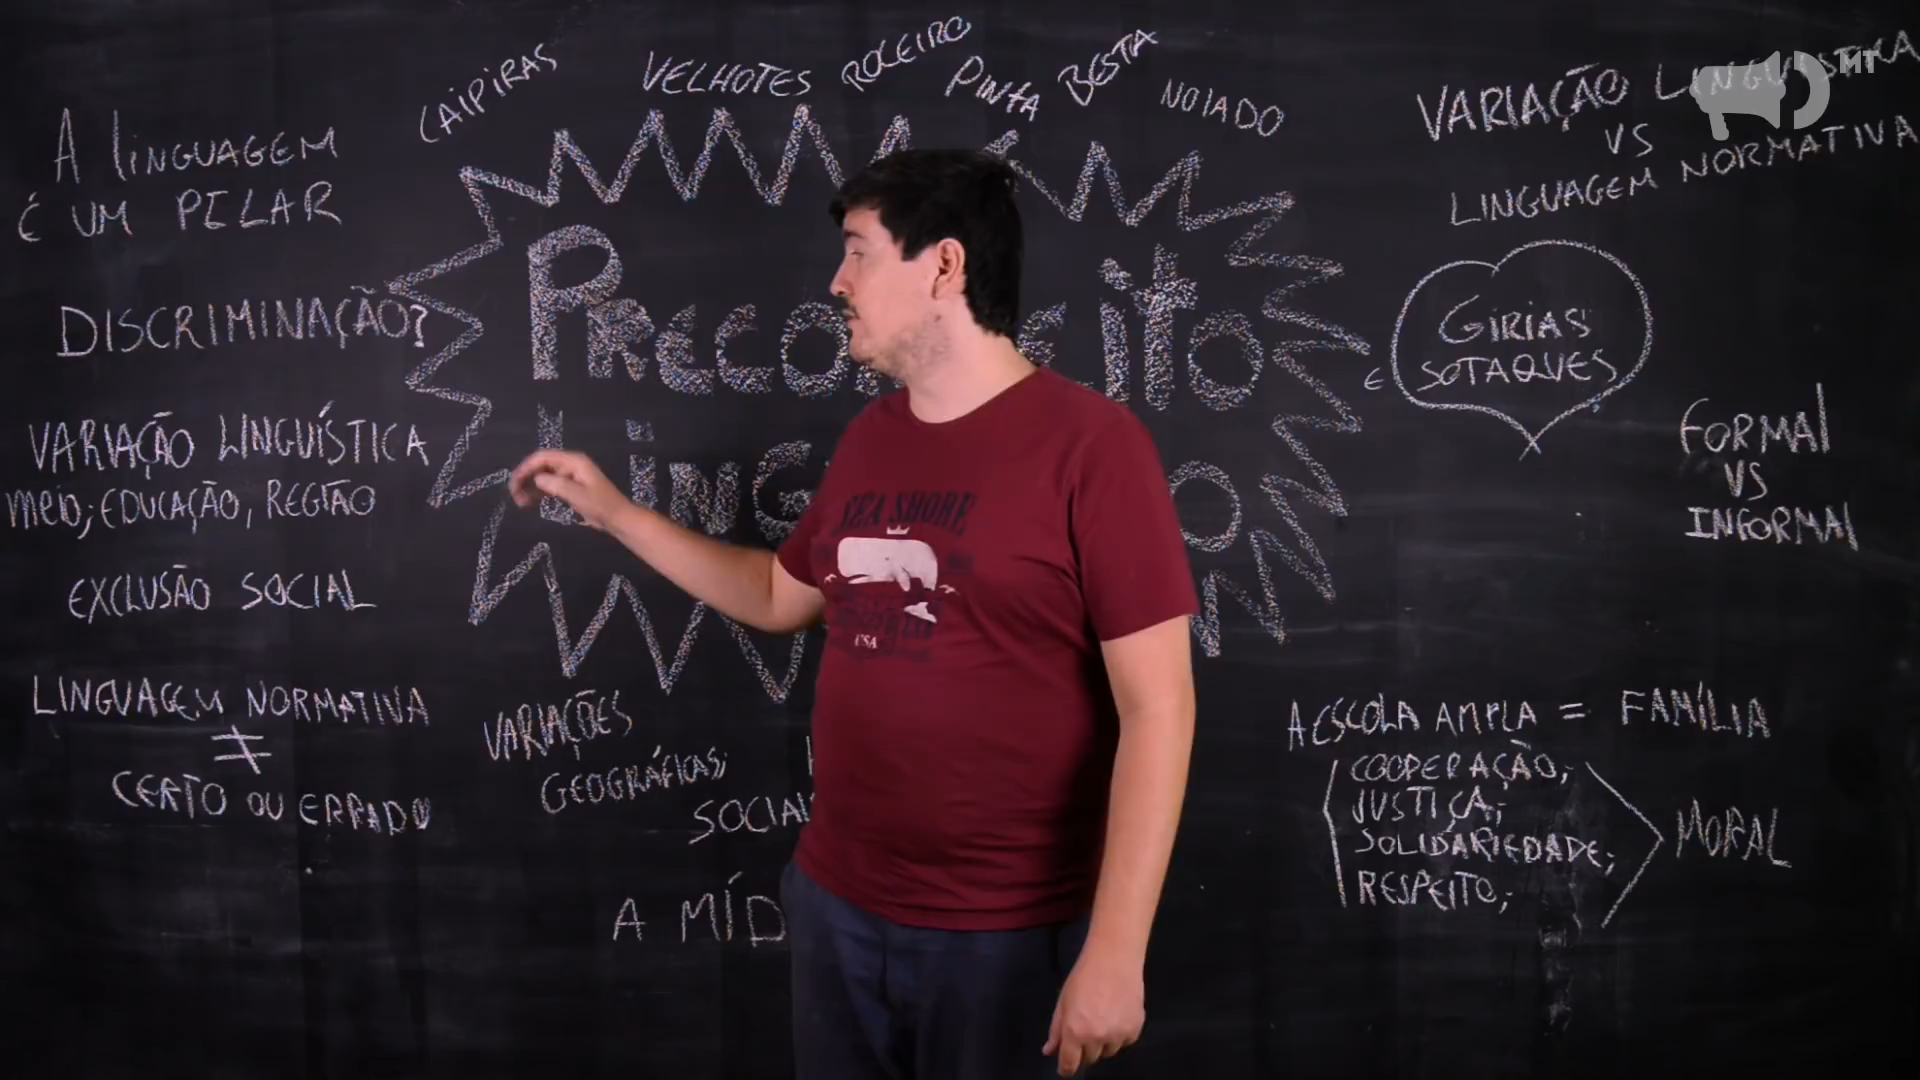 CAIPIRAS
VELHOTES
ROCEIRO
PINTA
BESTA
NOIADO
A LINGUAGEM
É UM PILAR
DISCRIMINAÇÃO?
VARIAÇÃO LINGUÍSTICA
MEIO; EDUCAÇÃO, REGIÃO
EXCLUSÃO SOCIAL
LINGUAGEM NORMATIVA
≠
CERTO OU ERRADO
SEA SHORE
USA
VARIAÇÕES
GEOGRÁFICAS;
A
VARIAÇÃO LINGUÍSTICA
VS
LINGUAGEM NORMATIVA
MT
E GÍRIAS
SOTAQUES
FORMAL
VS
INFORMAL
A ESCOLA AMPLA = FAMÍLIA
COOPERAÇÃO;
JUSTIÇA;
SOLIDARIEDADE;
RESPEITO;
MORAL